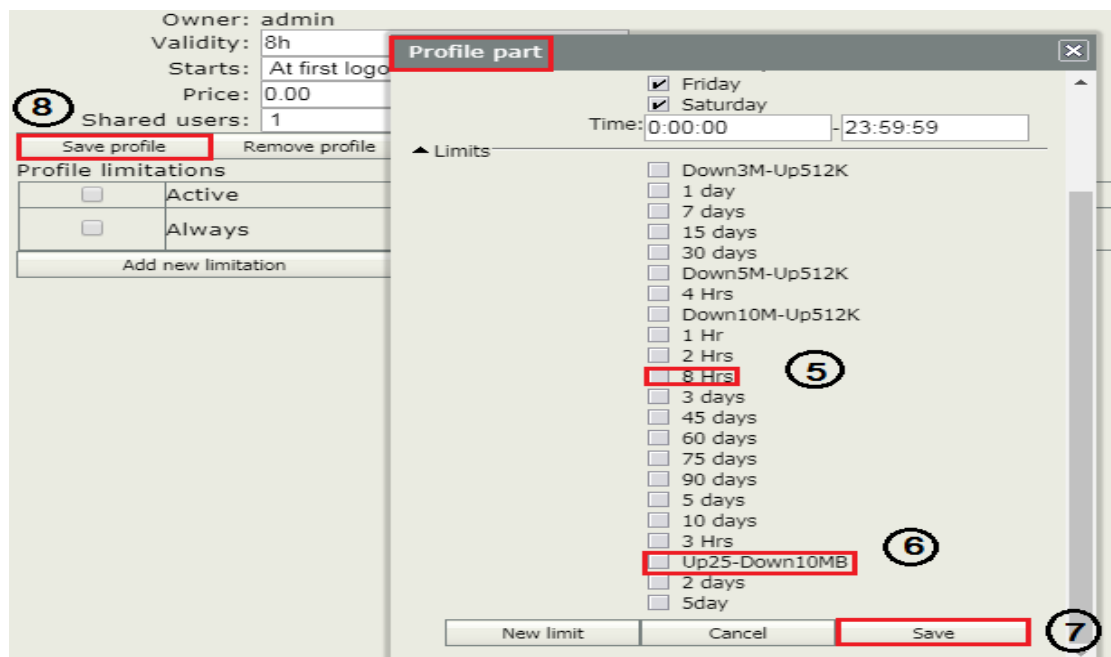 Owner: admin
Validity: 8h
Starts: At first logo
Price: 0.00
8
Shared users: 1
Save profile Remove profile
Profile limitations
Active
Always
Add new limitation
Profile part
Friday
Saturday
Time: 0:00:00 - 23:59:59
Limits
Down3M-Up512K
1 day
7 days
15 days
30 days
Down5M-Up512K
4 Hrs
Down10M-Up512K
1 Hr
2 Hrs
8 Hrs 5
3 days
45 days
60 days
75 days
90 days
5 days
10 days
3 Hrs
Up25-Down10MB 6
2 days
5day
New limit Cancel Save 7